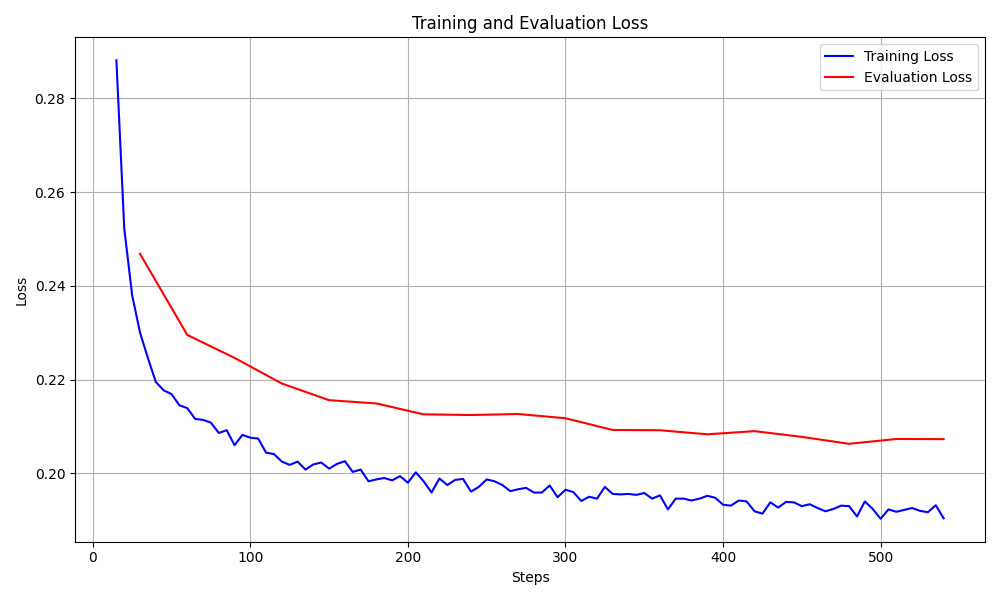 Training and Evaluation Loss
Training Loss
Evaluation Loss
0.28
0.26
0.24
0.22
0.20
Loss
0 100 200 300 400 500
Steps